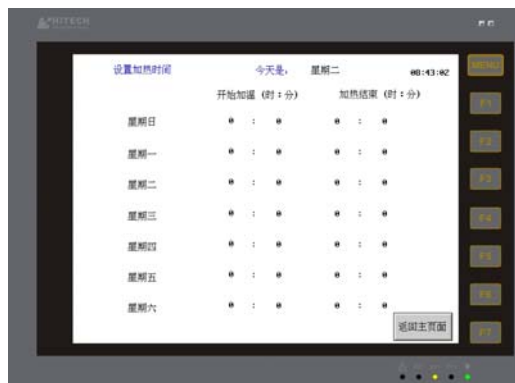 HITECH
设置加热时间 今天是， 星期二 08:43:02
开始加温（时：分） 加热结束（时：分）
星期日 0 : 0 0 : 0
星期一 0 : 0 0 : 0
星期二 0 : 0 0 : 0
星期三 0 : 0 0 : 0
星期四 0 : 0 0 : 0
星期五 0 : 0 0 : 0
星期六 0 : 0 0 : 0
返回主页面
MENU
F1
F2
F3
F4
F5
F6
F7